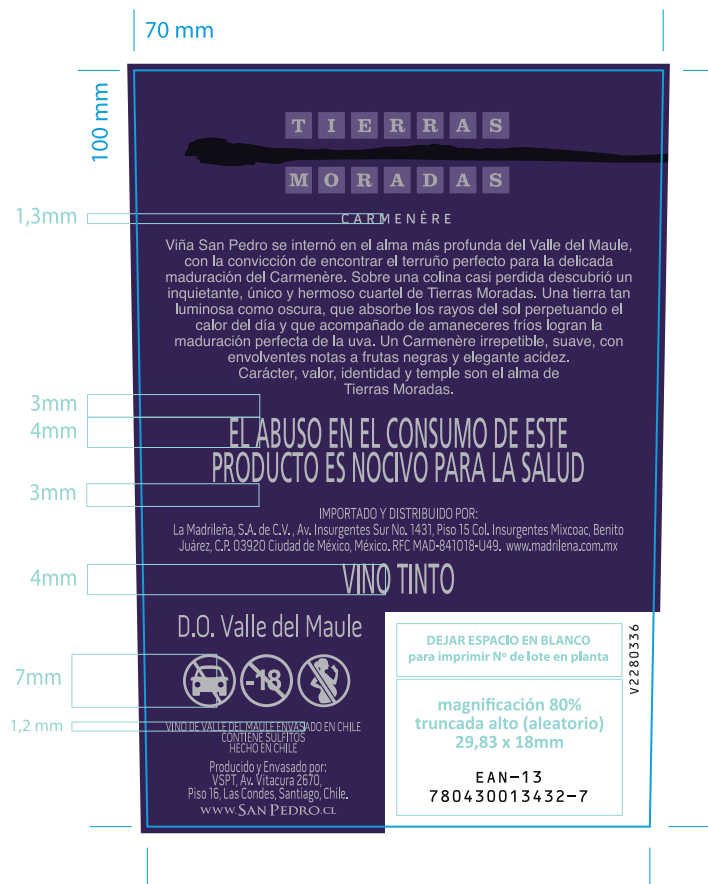 70 mm
100 mm
TIERRAS
MORADAS
1,3mm
CARMENÈRE
Viña San Pedro se internó en el alma más profunda del Valle del Maule,
con la convicción de encontrar el terruño perfecto para la delicada
maduración del Carmenère. Sobre una colina casi perdida descubrió un
inquietante, único y hermoso cuartel de Tierras Moradas. Una tierra tan
luminosa como oscura, que absorbe los rayos del sol perpetuando el
calor del día y que acompañado de amaneceres fríos logran la
maduración perfecta de la uva. Un Carmenère irrepetible, suave, con
envolventes notas a frutas negras y elegante acidez.
Carácter, valor, identidad y temple son el alma de
Tierras Moradas.
3mm
4mm
EL ABUSO EN EL CONSUMO DE ESTE
PRODUCTO ES NOCIVO PARA LA SALUD
3mm
IMPORTADO Y DISTRIBUIDO POR:
La Madrileña, S.A. de C.V. , Av. Insurgentes Sur No. 1431, Piso 15 Col. Insurgentes Mixcoac, Benito
Juárez, C.P. 03920 Ciudad de México, México. RFC MAD-841018-U49. www.madrilena.com.mx
4mm
VINO TINTO
D.O. Valle del Maule
7mm
-18
1,2 mm
VINO DE VALLE DEL MAULE ENVASADO EN CHILE
CONTIENE SULFITOS
HECHO EN CHILE
Producido y Envasado por:
VSPT, Av. Vitacura 2670,
Piso 16, Las Condes, Santiago, Chile.
WWW.SAN PEDRO.CL
DEJAR ESPACIO EN BLANCO
para imprimir Nº de lote en planta
V2280336
magnificación 80%
truncada alto (aleatorio)
29,83 x 18mm
EAN-13
780430013432-7